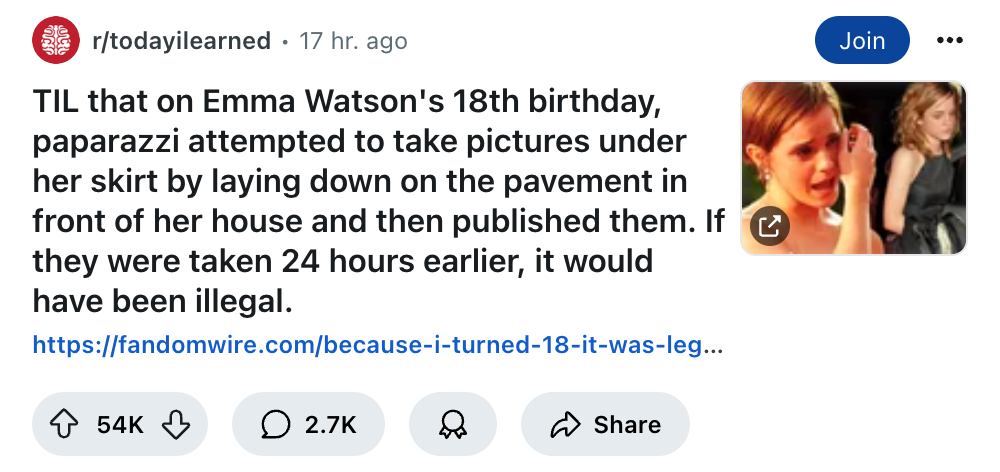 r/todayilearned • 17 hr. ago
Join
TIL that on Emma Watson's 18th birthday,
paparazzi attempted to take pictures under
her skirt by laying down on the pavement in
front of her house and then published them. If
they were taken 24 hours earlier, it would
have been illegal.
https://fandomwire.com/because-i-turned-18-it-was-leg...
54K
2.7K
Share